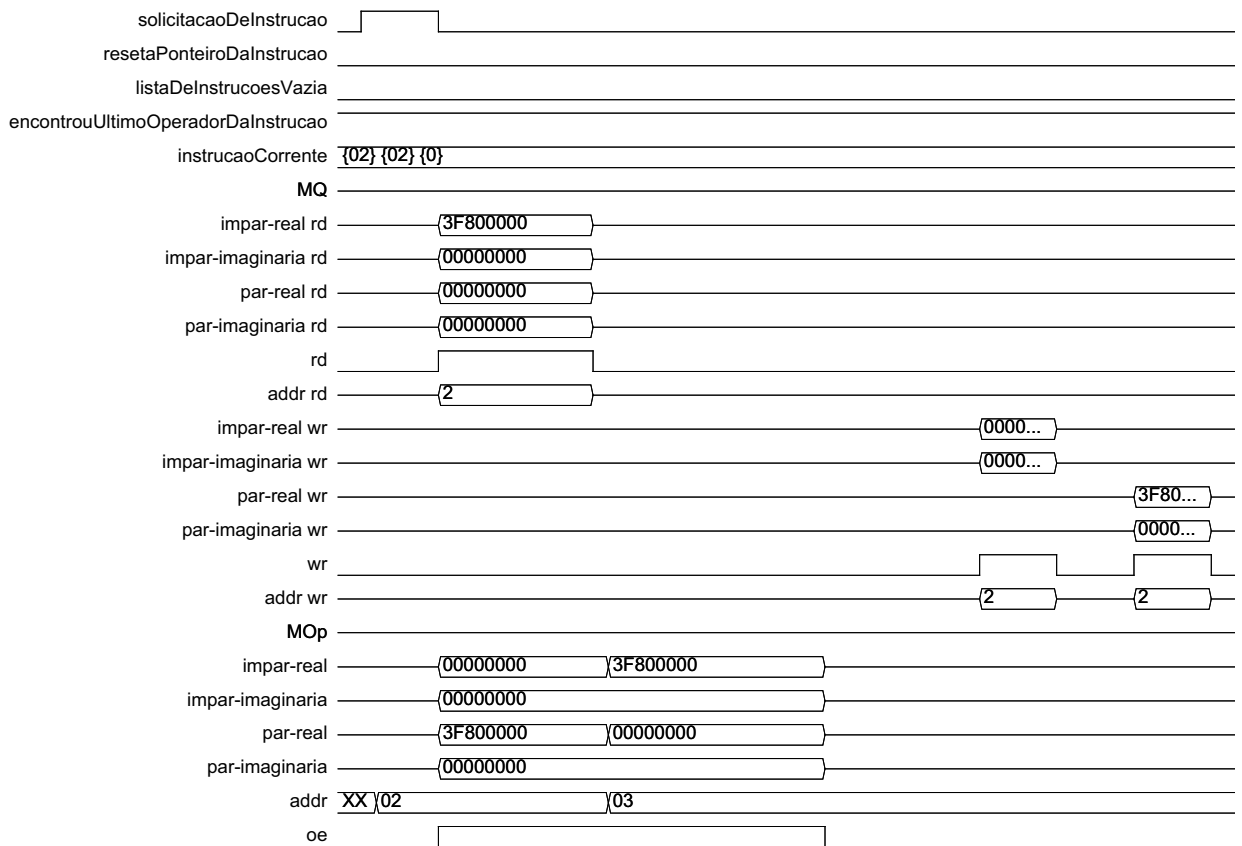 solicitacaoDeInstrucao
resetaPonteiroDaInstrucao
listaDeInstrucoesVazia
encontrouUltimoOperadorDaInstrucao
instrucaoCorrente {02} {02} {0}
MQ
impar-real rd 3F800000
impar-imaginaria rd 00000000
par-real rd 00000000
par-imaginaria rd 00000000
rd
addr rd 2
impar-real wr 0000...
impar-imaginaria wr 0000...
par-real wr 3F80...
par-imaginaria wr 0000...
wr
addr wr 2 2
MOp
impar-real 00000000 3F800000
impar-imaginaria 00000000
par-real 3F800000 00000000
par-imaginaria 00000000
addr XX 02 03
oe